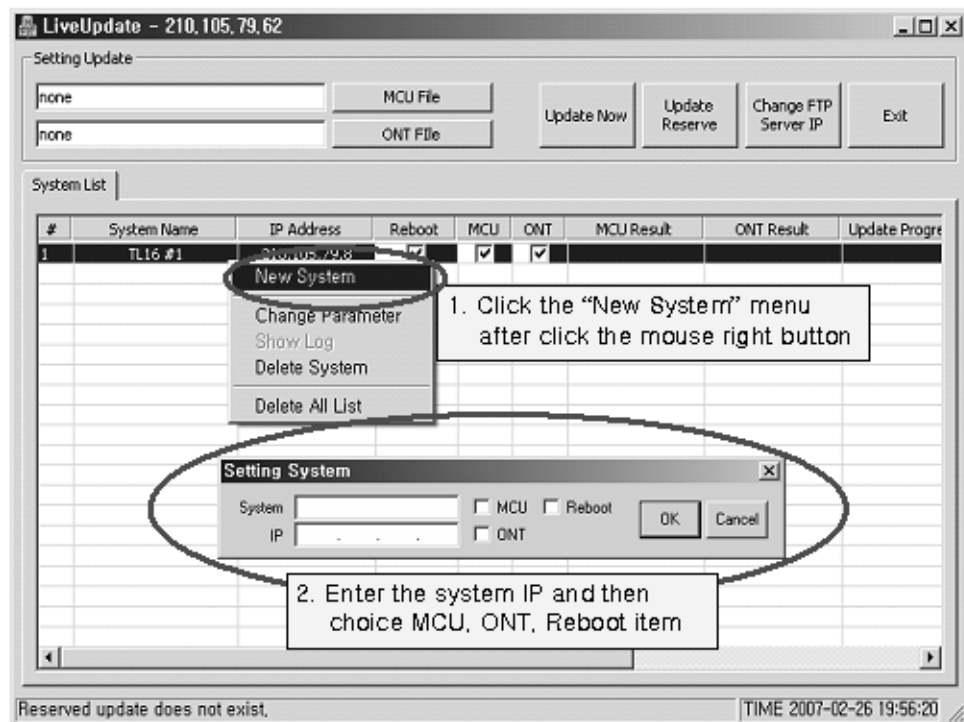 LiveUpdate - 210,105,79,62
Setting Update
none
MCU File
none
ONT FIle
Update Now
Update
Reserve
Change FTP
Server IP
Exit
System List
# System Name IP Address Reboot MCU ONT MCU Result ONT Result Update Progre
1 TL16 #1 210.105.79.8
New System
Change Parameter
Show Log
Delete System
Delete All List
1. Click the “New System” menu
after click the mouse right button
Setting System
System MCU Reboot
IP . . . ONT
OK Cancel
2. Enter the system IP and then
choice MCU, ONT, Reboot item
Reserved update does not exist, TIME 2007-02-26 19:56:20